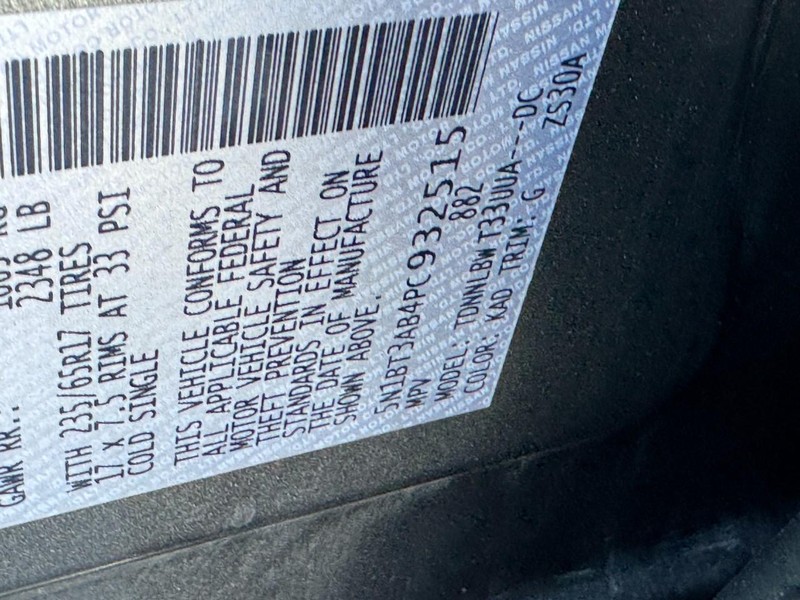 GAWR RR.:
2348 LB
WITH 235/65R17 TIRES
17 X 7.5 RIMS AT 33 PSI
COLD SINGLE
THIS VEHICLE CONFORMS TO
ALL APPLICABLE FEDERAL
MOTOR VEHICLE SAFETY AND
THEFT PREVENTION
STANDARDS IN EFFECT ON
THE DATE OF MANUFACTURE
SHOWN ABOVE.
5N1BT3AB4PC932515
MPV 882
MODEL: TDNNLBW T33UUA---DC
COLOR: KAD TRIM: G ZS30A